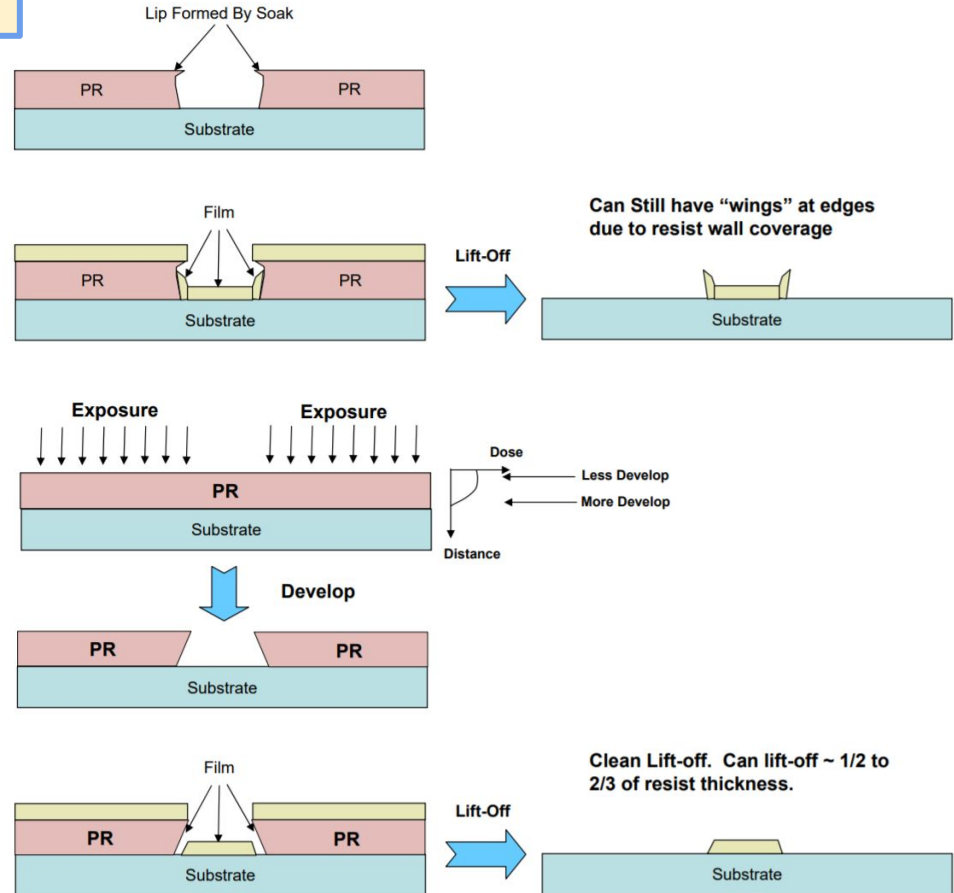 Lip Formed By Soak
PR
PR
Substrate
Film
PR
PR
Substrate
Lift-Off
Can Still have “wings” at edges
due to resist wall coverage
Substrate
Exposure
Exposure
PR
Substrate
Dose
Less Develop
More Develop
Distance
Develop
PR
PR
Substrate
Film
PR
PR
Substrate
Lift-Off
Clean Lift-off. Can lift-off ~ 1/2 to
2/3 of resist thickness.
Substrate